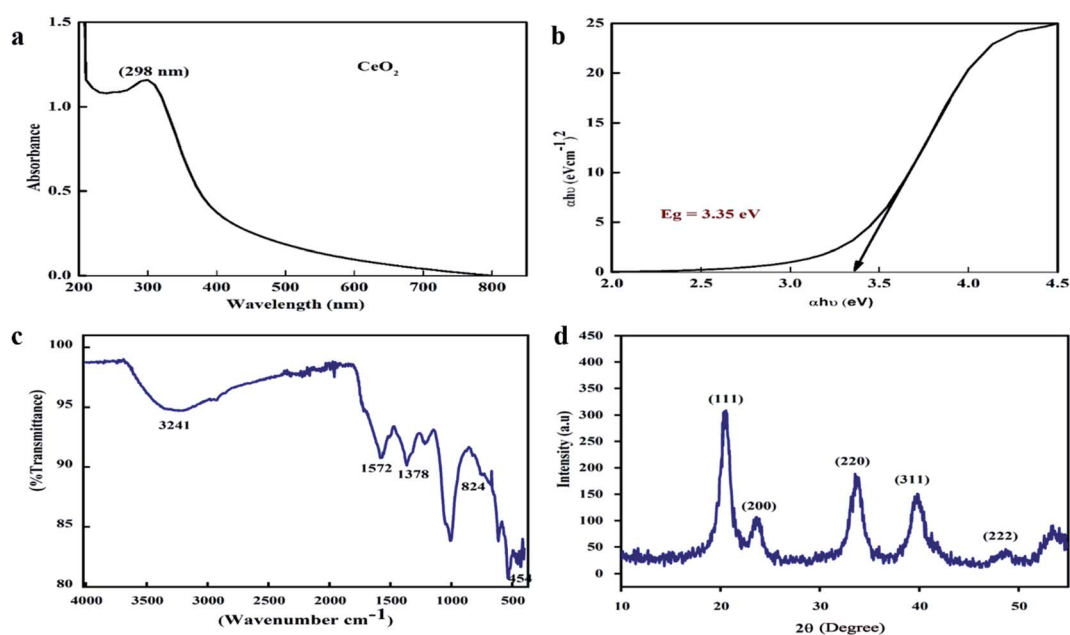 a
1.5
1.0
0.5
0.0
Absorbance
(298 nm)
CeO2
200 300 400 500 600 700 800
Wavelength (nm)
b
25
20
15
10
5
0
αhυ (eVcm-1)2
Eg = 3.35 eV
2.0 2.5 3.0 3.5 4.0 4.5
αhυ (eV)
c
100
95
90
85
80
(%Transmittance)
3241
1572
1378
824
454
4000 3500 3000 2500 2000 1500 1000 500
(Wavenumber cm-1)
d
450
400
350
300
250
200
150
100
50
0
Intensity (a.u)
(111)
(200)
(220)
(311)
(222)
10 20 30 40 50
2θ (Degree)